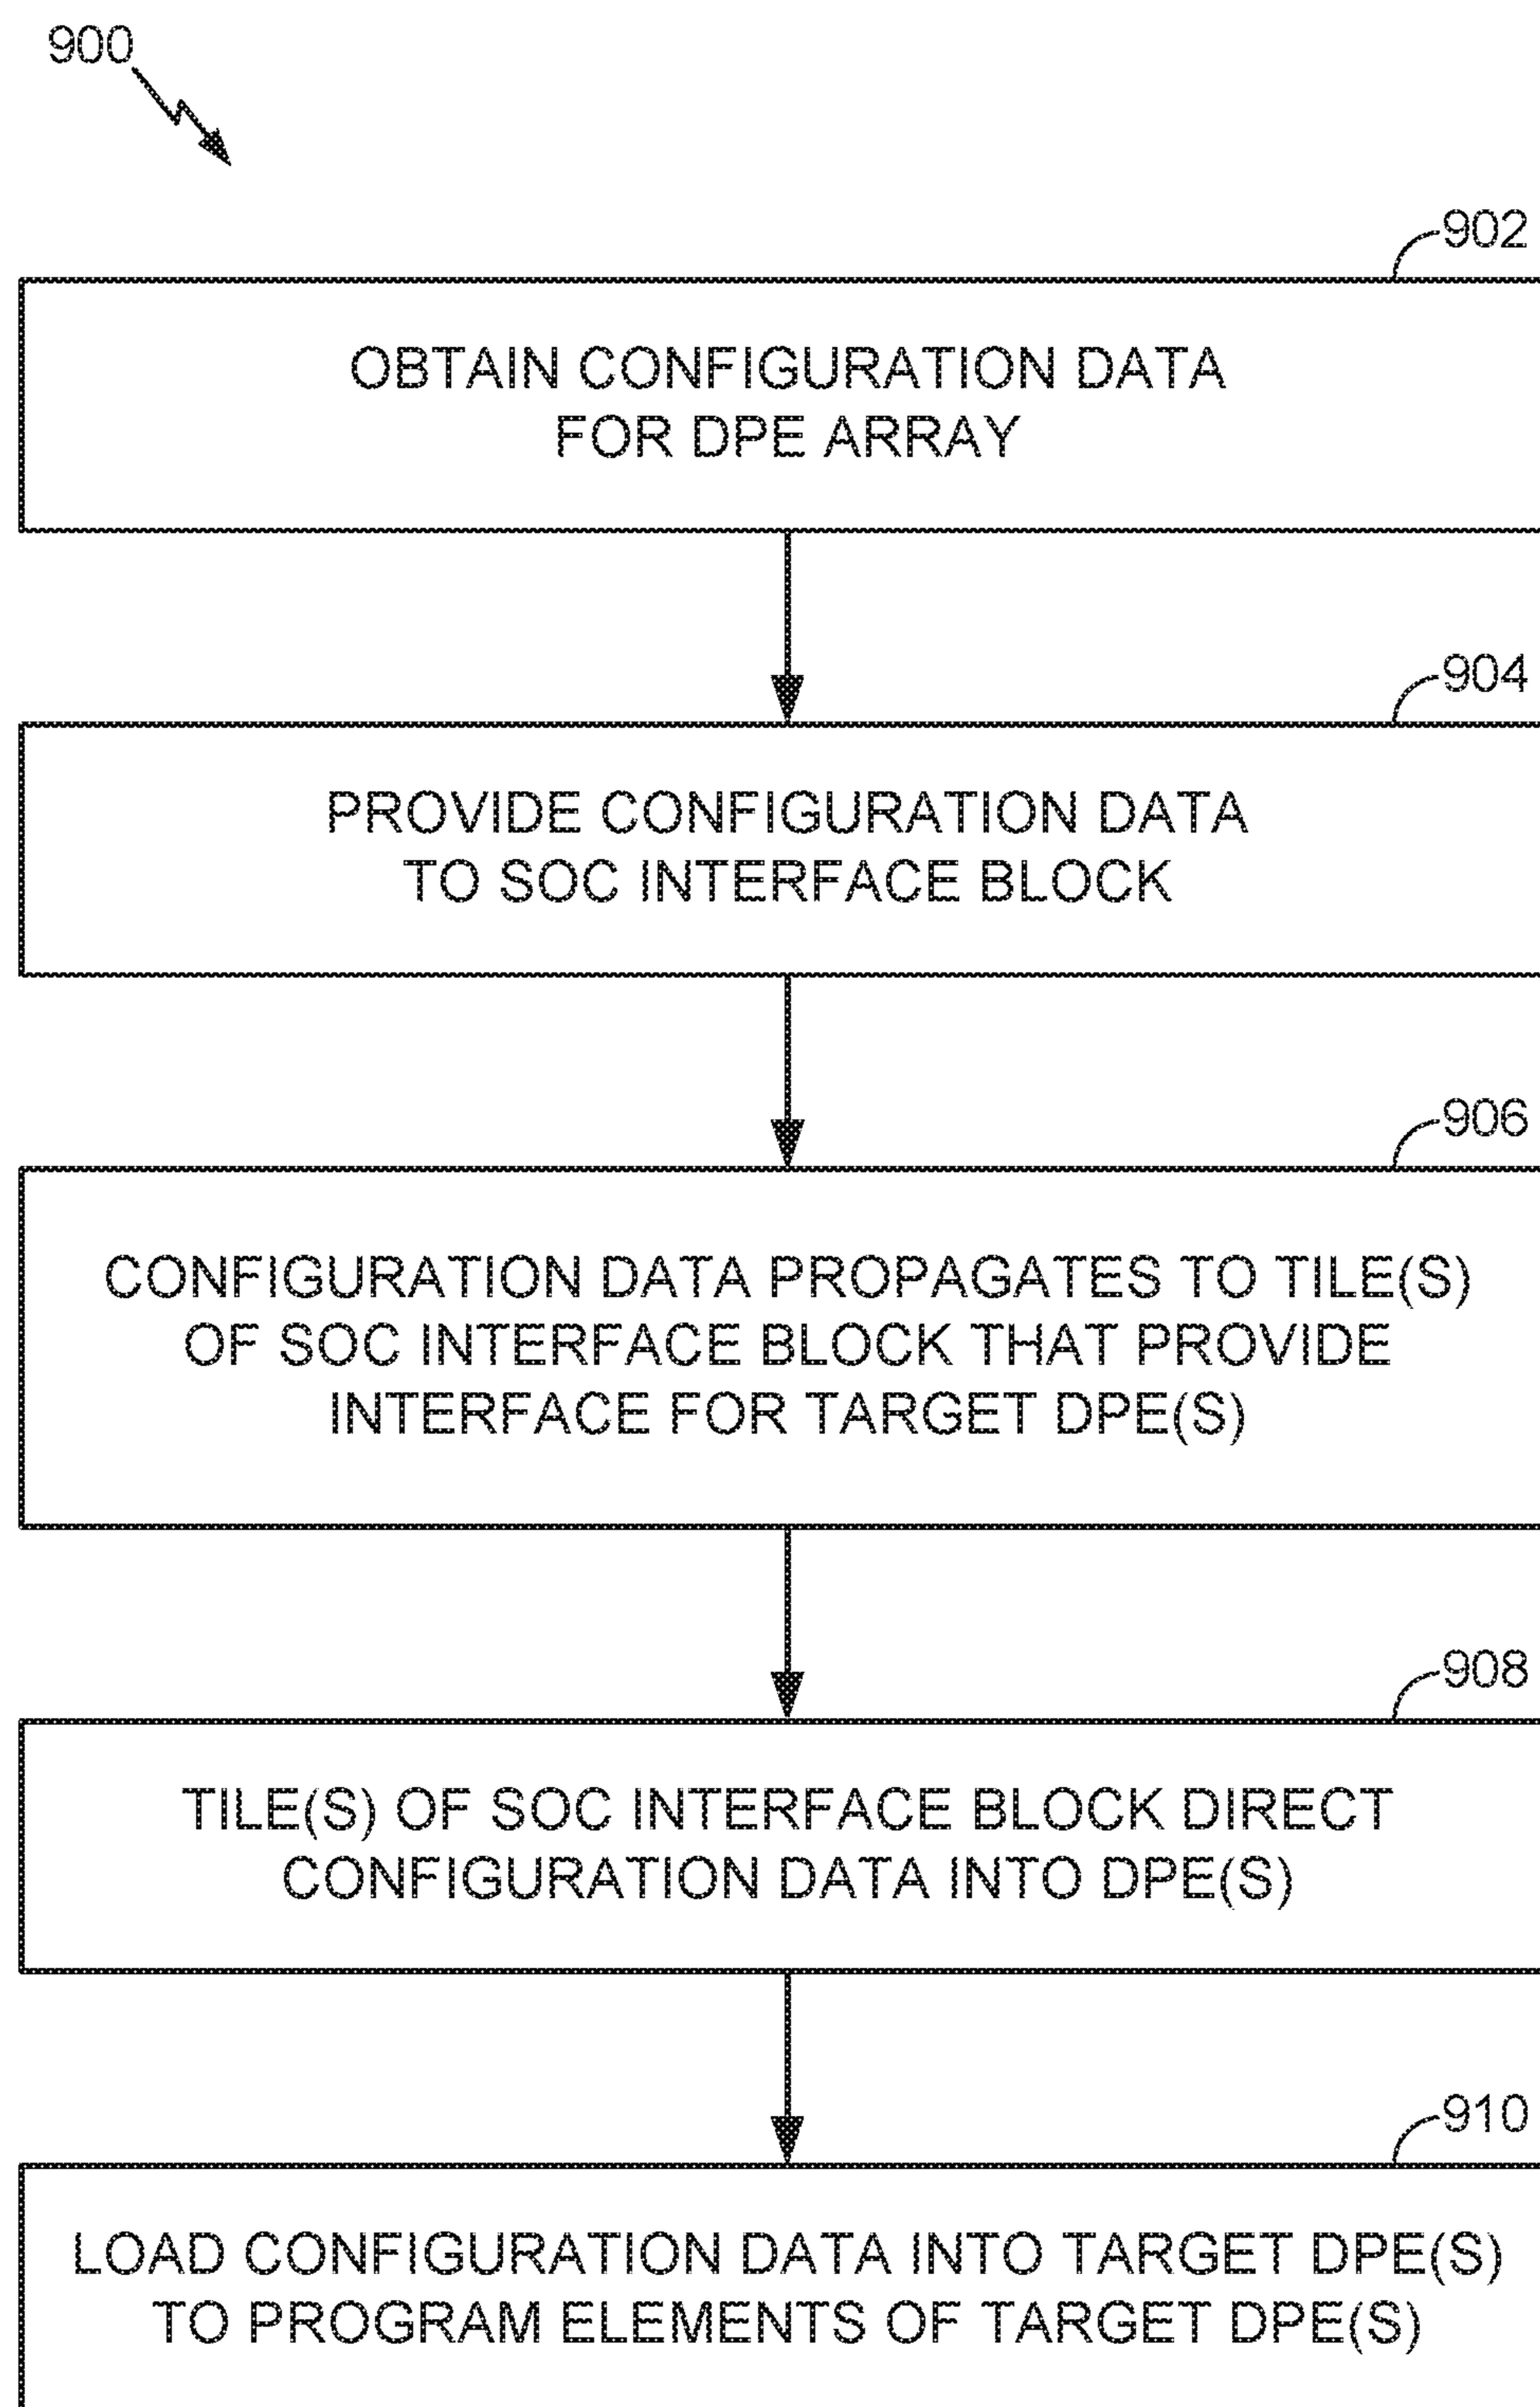 900
902
OBTAIN CONFIGURATION DATA
FOR DPE ARRAY
904
PROVIDE CONFIGURATION DATA
TO SOC INTERFACE BLOCK
906
CONFIGURATION DATA PROPAGATES TO TILE(S)
OF SOC INTERFACE BLOCK THAT PROVIDE
INTERFACE FOR TARGET DPE(S)
908
TILE(S) OF SOC INTERFACE BLOCK DIRECT
CONFIGURATION DATA INTO DPE(S)
910
LOAD CONFIGURATION DATA INTO TARGET DPE(S)
TO PROGRAM ELEMENTS OF TARGET DPE(S)